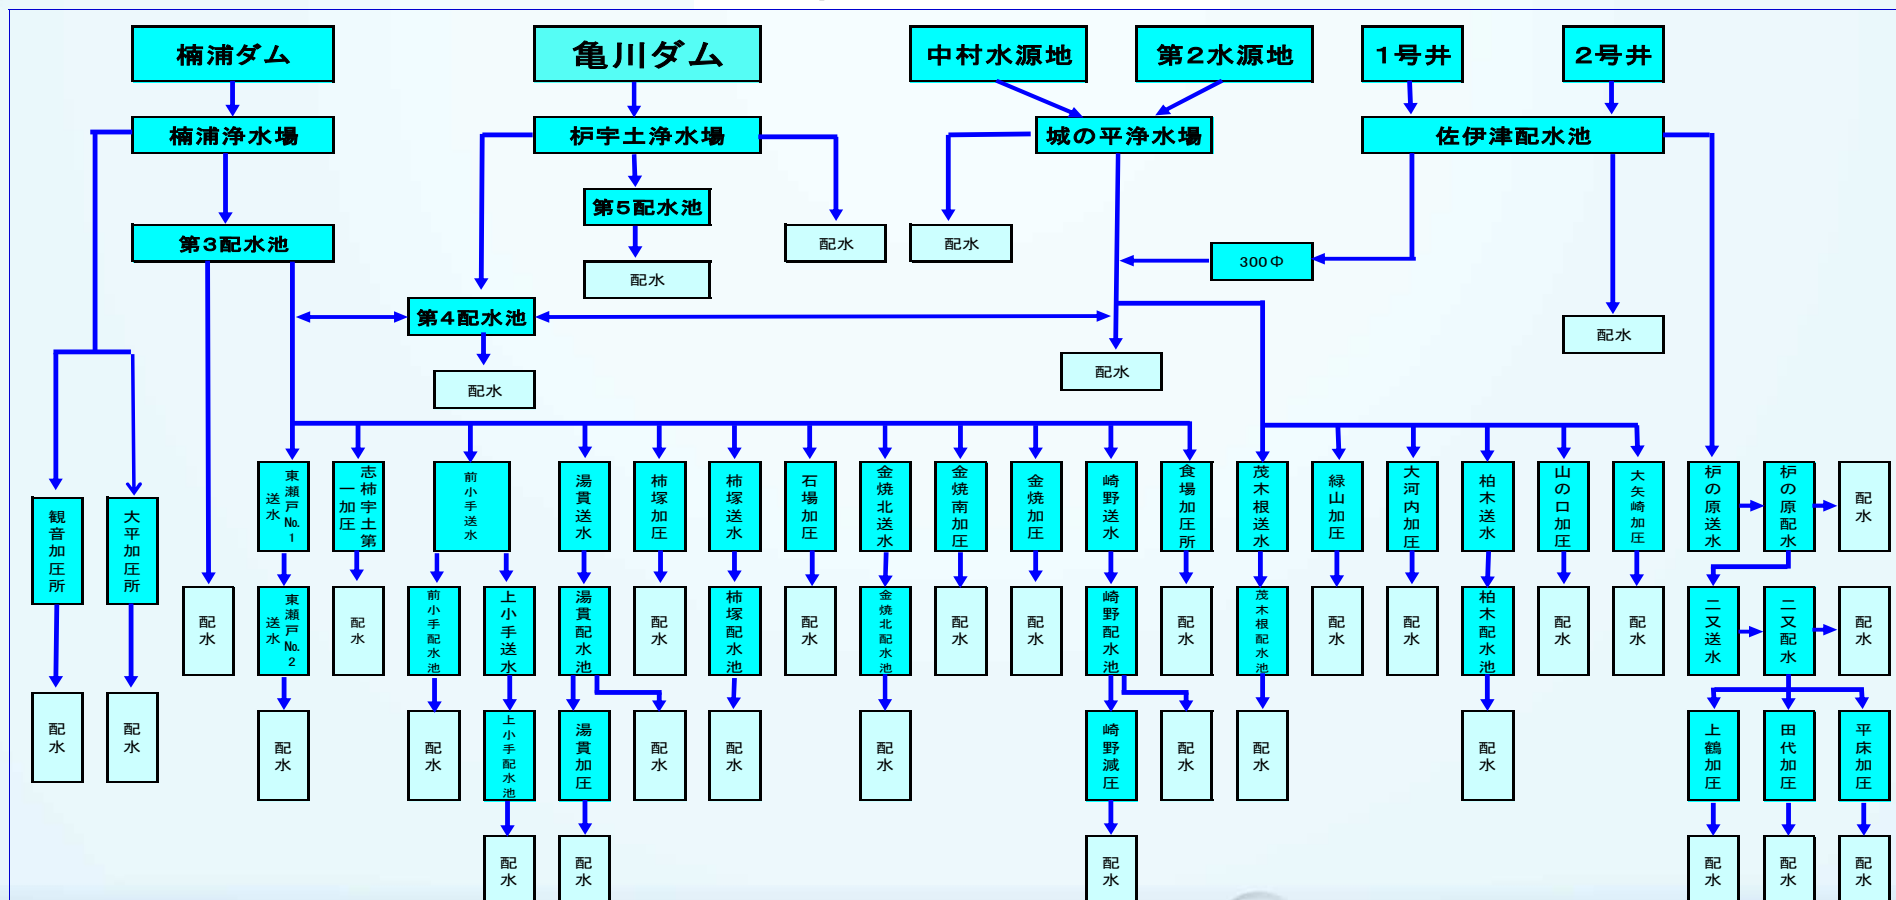 楠浦ダム
亀川ダム
中村水源地
第2水源地
1号井
2号井
楠浦浄水場
枦宇土浄水場
城の平浄水場
佐伊津配水池
第5配水池
第3配水池
配水
配水
300Φ
配水
第4配水池
配水
配水
配水
東瀬戸№1送水
志柿宇土第一加圧
前小手送水
湯貫送水
柿塚加圧
柿塚送水
石場加圧
金焼北送水
金焼南加圧
金焼加圧
崎野送水
食場加圧所
茂木根送水
緑山加圧
大河内加圧
柏木送水
山の口加圧
大矢崎加圧
枦の原送水
枦の原配水
配水
観音加圧所
大平加圧所
配水
東瀬戸№2送水
配水
前小手配水池
上小手送水
湯貫配水池
配水
柿塚配水池
配水
金焼北配水池
配水
配水
崎野配水池
配水
茂木根配水池
配水
配水
柏木配水池
配水
配水
二又送水
二又配水
配水
配水
配水
配水
配水
上小手配水池
湯貫加圧
配水
配水
配水
崎野減圧
配水
配水
配水
上鶴加圧
田代加圧
平床加圧
配水
配水
配水
配水
配水
配水